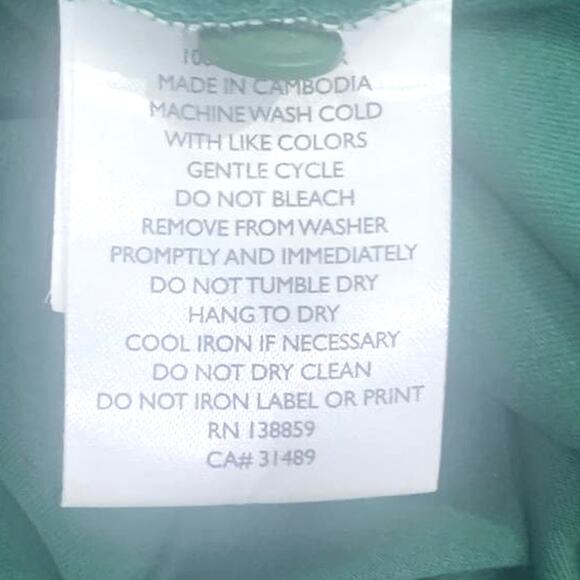 MADE IN CAMBODIA
MACHINE WASH COLD
WITH LIKE COLORS
GENTLE CYCLE
DO NOT BLEACH
REMOVE FROM WASHER
PROMPTLY AND IMMEDIATELY
DO NOT TUMBLE DRY
HANG TO DRY
COOL IRON IF NECESSARY
DO NOT DRY CLEAN
DO NOT IRON LABEL OR PRINT
RN 138859
CA# 31489